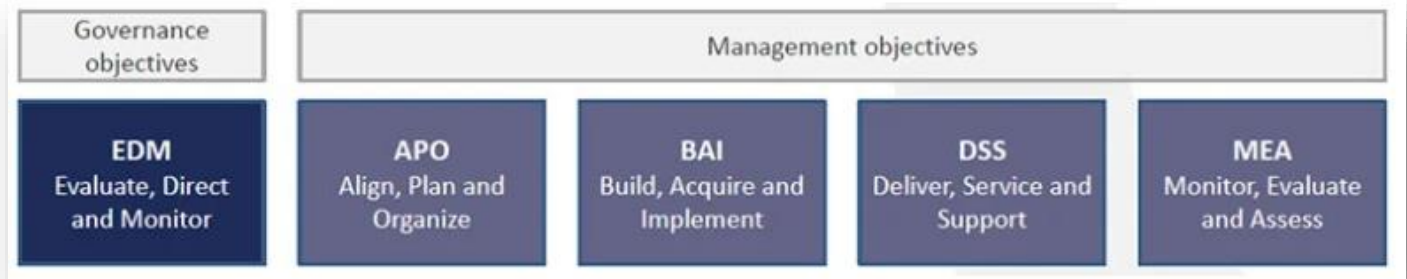 Governance
objectives
Management objectives
EDM
Evaluate, Direct
and Monitor
APO
Align, Plan and
Organize
BAI
Build, Acquire and
Implement
DSS
Deliver, Service and
Support
MEA
Monitor, Evaluate
and Assess